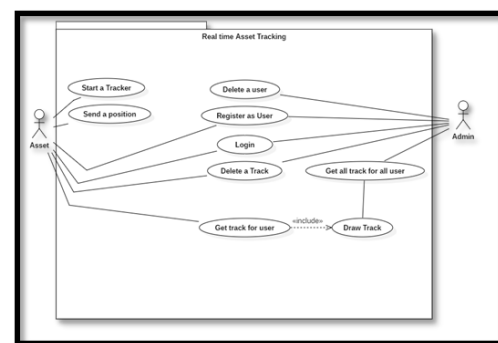 Real time Asset Tracking
Start a Tracker
Delete a user
Send a position
Register as User
Asset
Admin
Login
Delete a Track
Get all track for all user
«include»
Get track for user
Draw Track